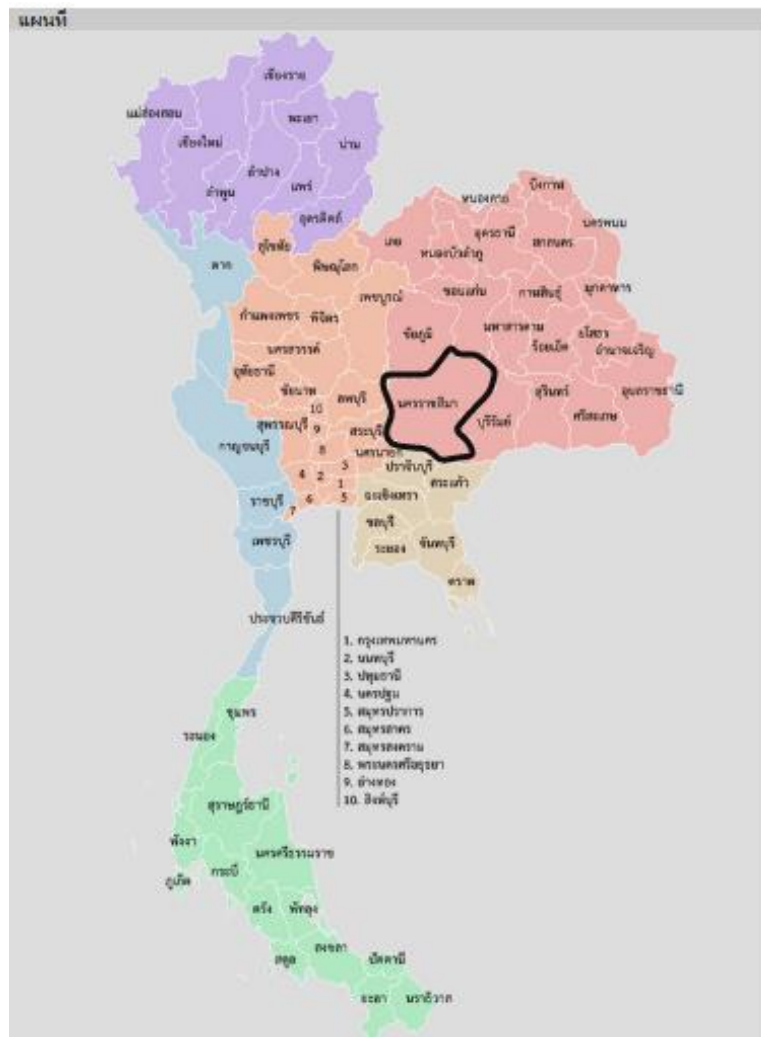 แผนที่
เชียงราย
แม่ฮ่องสอน
พะเยา
เชียงใหม่
น่าน
ลำปาง
แพร่
ลำพูน
อุตรดิตถ์
บึงกาฬ
หนองคาย
นครพนม
อุดรธานี
สกลนคร
เลย
หนองบัวลำภู
สุโขทัย
ตาก
พิษณุโลก
เพชรบูรณ์
ขอนแก่น
กาฬสินธุ์
มุกดาหาร
กำแพงเพชร
พิจิตร
ชัยภูมิ
มหาสารคาม
ร้อยเอ็ด
ยโสธร
อำนาจเจริญ
นครสวรรค์
อุทัยธานี
ชัยนาท
ลพบุรี
นครราชสีมา
สุรินทร์
อุบลราชธานี
10
สุพรรณบุรี
9
สระบุรี
บุรีรัมย์
ศรีสะเกษ
กาญจนบุรี
8
นครนายก
3
ปราจีนบุรี
4
2
1
สระแก้ว
ราชบุรี
7
6
5
ฉะเชิงเทรา
ชลบุรี
เพชรบุรี
ระยอง
จันทบุรี
ตราด
ประจวบคีรีขันธ์
1. กรุงเทพมหานคร
2. นนทบุรี
3. ปทุมธานี
4. นครปฐม
5. สมุทรปราการ
6. สมุทรสาคร
7. สมุทรสงคราม
8. พระนครศรีอยุธยา
9. อ่างทอง
10. สิงห์บุรี
ชุมพร
ระนอง
สุราษฎร์ธานี
พังงา
นครศรีธรรมราช
กระบี่
ภูเก็ต
ตรัง
พัทลุง
สงขลา
สตูล
ปัตตานี
ยะลา
นราธิวาส